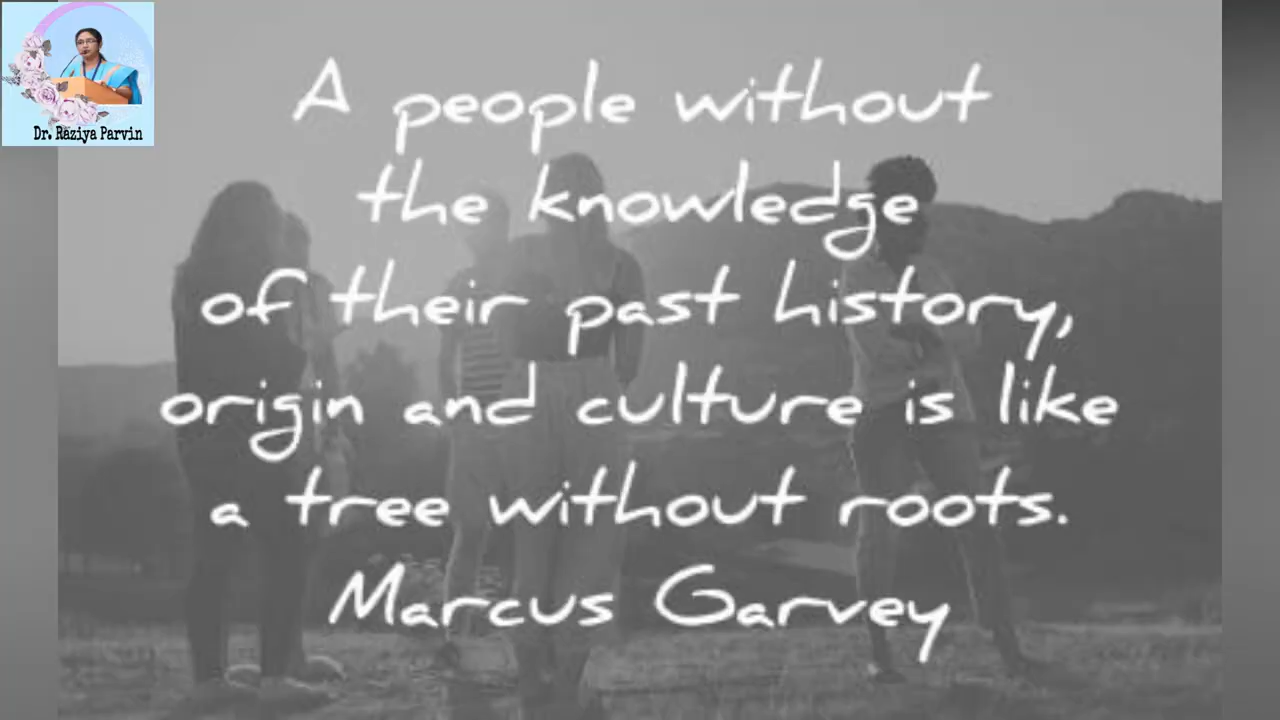 Dr. Raziya Parvin
A people without
the knowledge
of their past history,
origin and culture is like
a tree without roots.
Marcus Garvey